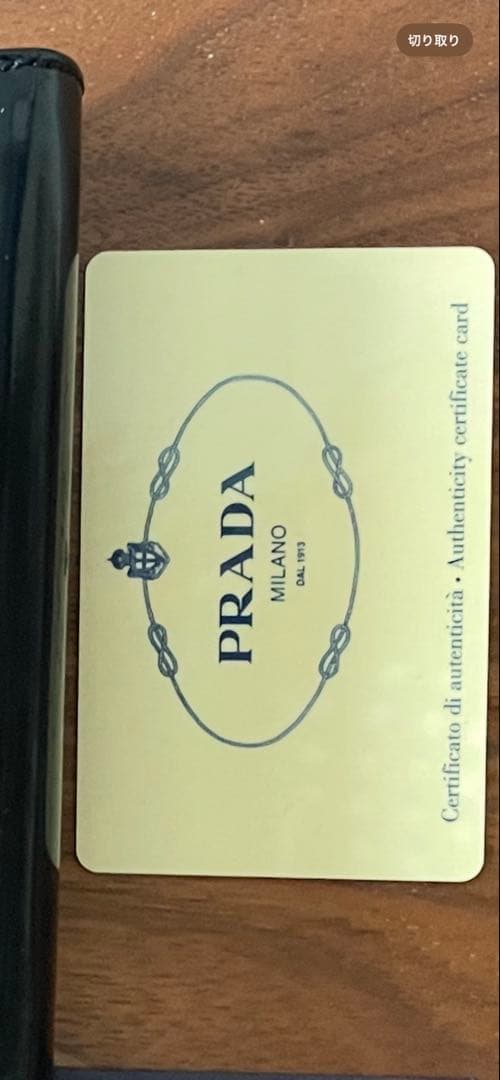 切り取り
PRADA
MILANO
DAL 1913
Certificato di autenticità • Authenticity certificate card